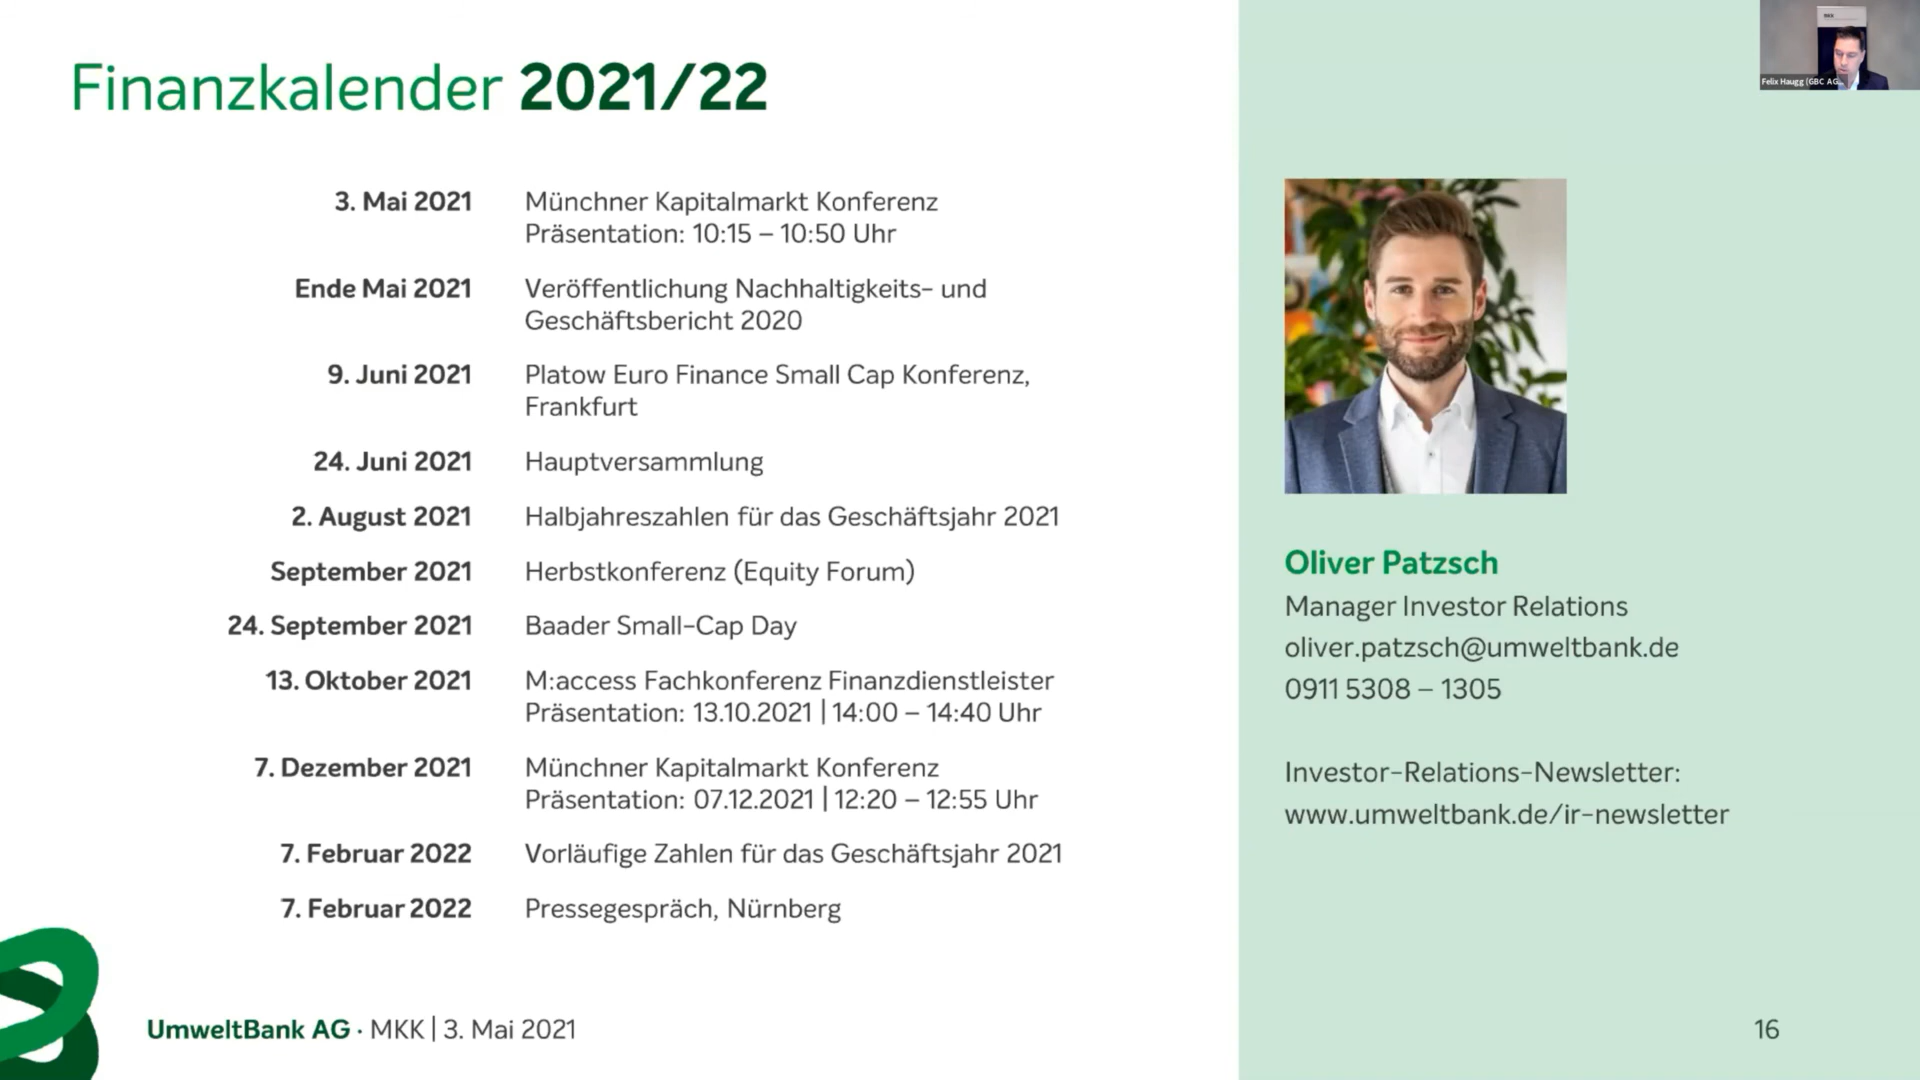 Finanzkalender 2021/22
3. Mai 2021
Münchner Kapitalmarkt Konferenz
Präsentation: 10:15 – 10:50 Uhr
Ende Mai 2021
Veröffentlichung Nachhaltigkeits- und
Geschäftsbericht 2020
9. Juni 2021
Platow Euro Finance Small Cap Konferenz,
Frankfurt
24. Juni 2021
Hauptversammlung
2. August 2021
Halbjahreszahlen für das Geschäftsjahr 2021
September 2021
Herbstkonferenz (Equity Forum)
24. September 2021
Baader Small-Cap Day
13. Oktober 2021
M:access Fachkonferenz Finanzdienstleister
Präsentation: 13.10.2021 | 14:00 – 14:40 Uhr
7. Dezember 2021
Münchner Kapitalmarkt Konferenz
Präsentation: 07.12.2021 | 12:20 – 12:55 Uhr
7. Februar 2022
Vorläufige Zahlen für das Geschäftsjahr 2021
7. Februar 2022
Pressegespräch, Nürnberg
UmweltBank AG · MKK | 3. Mai 2021
Felix Haugg (GBC AG...
Oliver Patzsch
Manager Investor Relations
oliver.patzsch@umweltbank.de
0911 5308 – 1305
Investor-Relations-Newsletter:
www.umweltbank.de/ir-newsletter
16